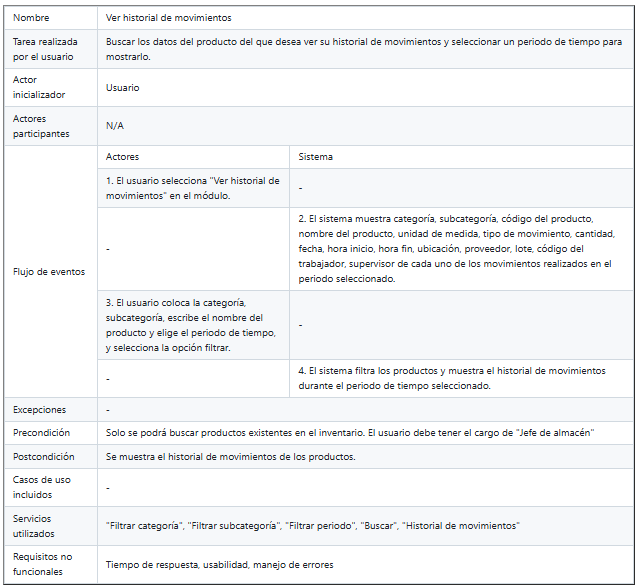 Nombre
Ver historial de movimientos
Tarea realizada
por el usuario
Buscar los datos del producto del que desea ver su historial de movimientos y seleccionar un periodo de tiempo para
mostrarlo.
Actor
inicializador
Usuario
Actores
participantes
N/A
Flujo de eventos
Actores
Sistema
1. El usuario selecciona "Ver historial de
movimientos" en el módulo.
-
-
2. El sistema muestra categoría, subcategoría, código del producto,
nombre del producto, unidad de medida, tipo de movimiento, cantidad,
fecha, hora inicio, hora fin, ubicación, proveedor, lote, código del
trabajador, supervisor de cada uno de los movimientos realizados en el
periodo seleccionado.
3. El usuario coloca la categoría,
subcategoría, escribe el nombre del
producto y elige el periodo de tiempo,
y selecciona la opción filtrar.
-
-
4. El sistema filtra los productos y muestra el historial de movimientos
durante el periodo de tiempo seleccionado.
Excepciones
-
Precondición
Solo se podrá buscar productos existentes en el inventario. El usuario debe tener el cargo de "Jefe de almacén"
Postcondición
Se muestra el historial de movimientos de los productos.
Casos de uso
incluidos
-
Servicios
utilizados
"Filtrar categoría", "Filtrar subcategoría", "Filtrar periodo", "Buscar", "Historial de movimientos"
Requisitos no
funcionales
Tiempo de respuesta, usabilidad, manejo de errores